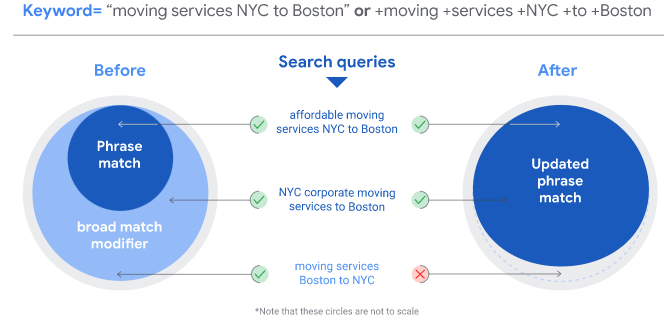 Keyword= “moving services NYC to Boston” or +moving +services +NYC +to +Boston
Before
Search queries
After
affordable moving
services NYC to Boston
Phrase
match
Updated
phrase
match
NYC corporate moving
services to Boston
broad match
modifier
moving services
Boston to NYC
*Note that these circles are not to scale